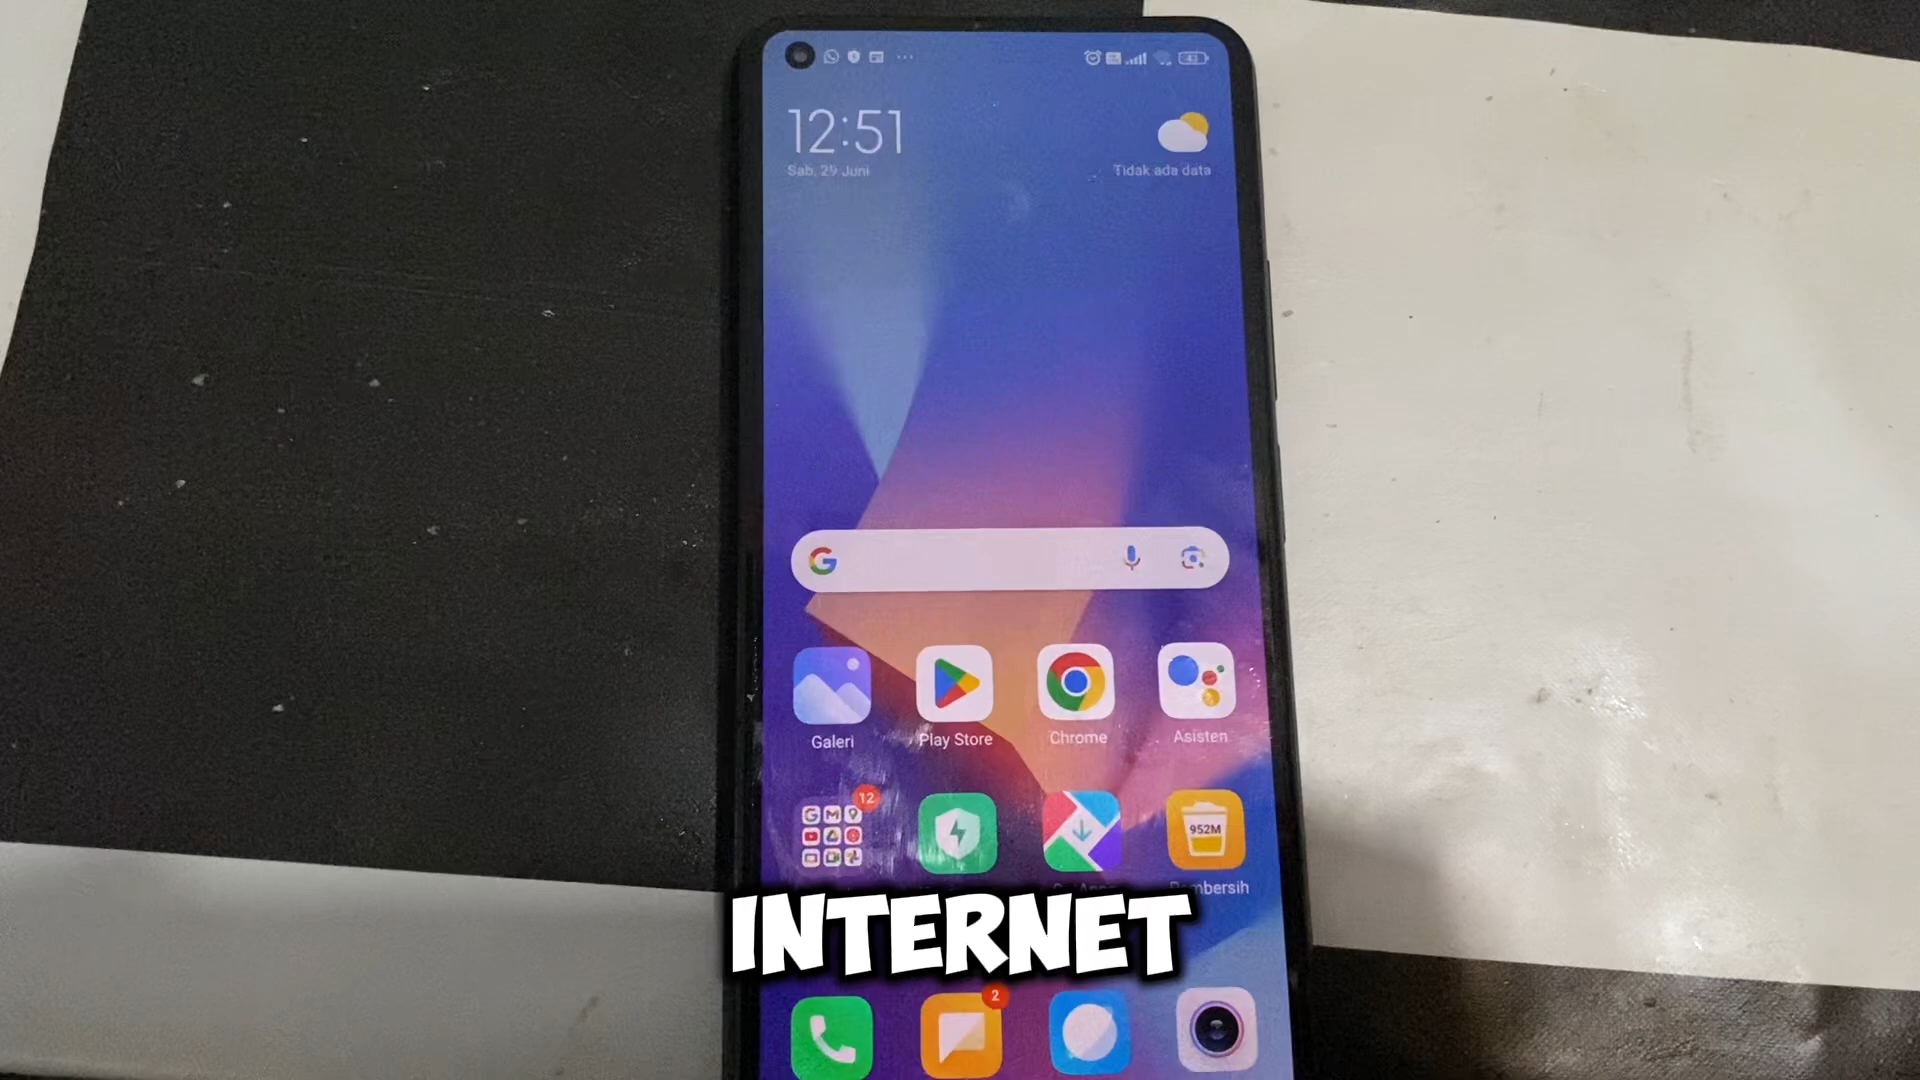 12:51
Sab, 29 Juni
Tidak ada data
Galeri
Play Store
Chrome
Asisten
12
952M
INTERNET
2